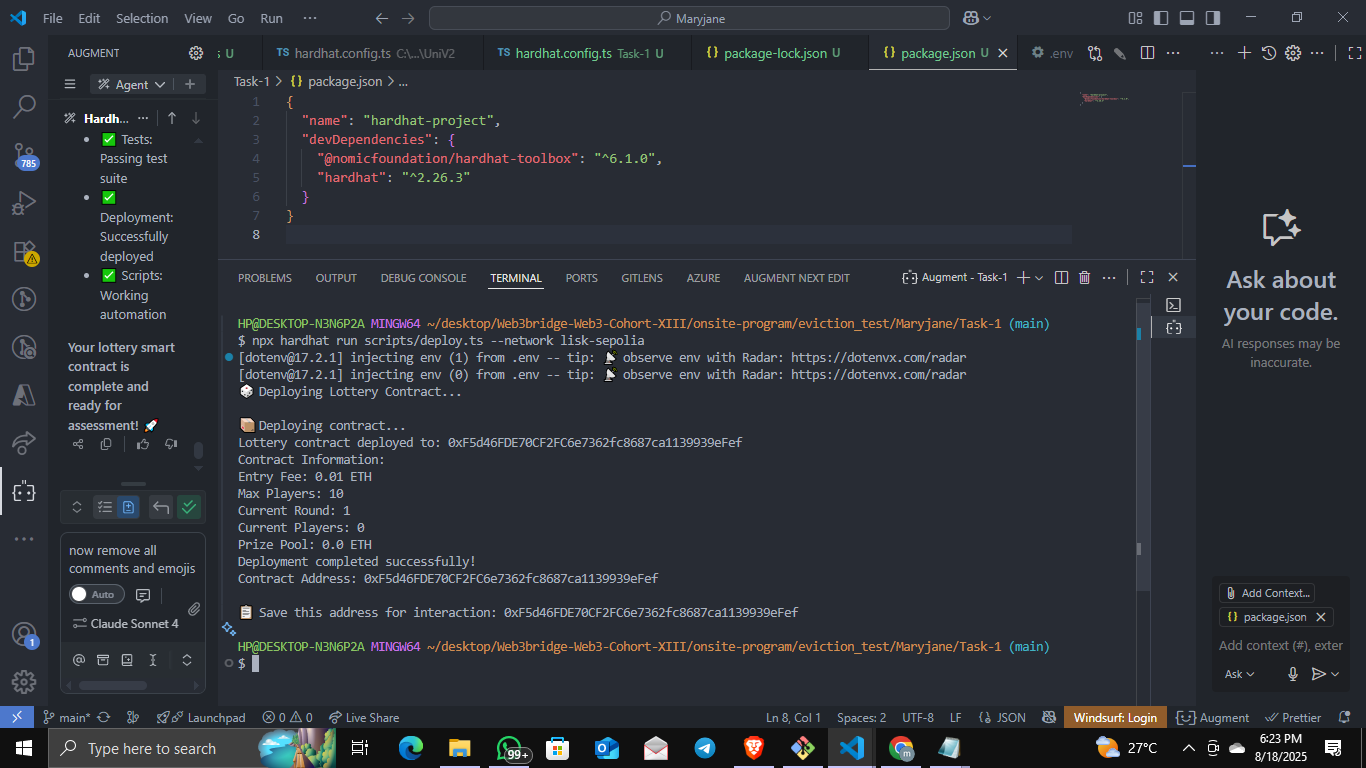 File Edit Selection View Go Run ···
Maryjane
AUGUMENT
s U
TS hardhat.config.ts C:\...\UniV2
TS hardhat.config.ts Task-1 U
{} package-lock.json U
{} package.json U
.env
Agent
Task-1 > {} package.json > ...
Hardh... ···
Tests:
Passing test
suite
Deployment:
Successfully
deployed
Scripts:
Working
automation
Your lottery smart
contract is
complete and
ready for
assessment!
now remove all
comments and emojis
Auto
Claude Sonnet 4
785
1
1 {
2 "name": "hardhat-project",
3 "devDependencies": {
4 "@nomicfoundation/hardhat-toolbox": "^6.1.0",
5 "hardhat": "^2.26.3"
6 }
7 }
8
PROBLEMS OUTPUT DEBUG CONSOLE TERMINAL PORTS GITLENS AZURE AUGMENT NEXT EDIT
Augment - Task-1
HP@DESKTOP-N3N6P2A MINGW64 ~/desktop/Web3bridge-Web3-Cohort-XIII/onsite-program/eviction_test/Maryjane/Task-1 (main)
$ npx hardhat run scripts/deploy.ts --network lisk-sepolia
[dotenv@17.2.1] injecting env (1) from .env -- tip: 📡 observe env with Radar: https://dotenvx.com/radar
[dotenv@17.2.1] injecting env (0) from .env -- tip: 📡 observe env with Radar: https://dotenvx.com/radar
🎲 Deploying Lottery Contract...
📦 Deploying contract...
Lottery contract deployed to: 0xF5d46FDE70CF2FC6e7362fc8687ca1139939eFef
Contract Information:
Entry Fee: 0.01 ETH
Max Players: 10
Current Round: 1
Current Players: 0
Prize Pool: 0.0 ETH
Deployment completed successfully!
Contract Address: 0xF5d46FDE70CF2FC6e7362fc8687ca1139939eFef
📋 Save this address for interaction: 0xF5d46FDE70CF2FC6e7362fc8687ca1139939eFef
HP@DESKTOP-N3N6P2A MINGW64 ~/desktop/Web3bridge-Web3-Cohort-XIII/onsite-program/eviction_test/Maryjane/Task-1 (main)
$
Ask about
your code.
AI responses may be
inaccurate.
Add Context...
{} package.json
Add context (#), exter
Ask
main*
Launchpad
0 0
Live Share
Ln 8, Col 1
Spaces: 2
UTF-8
LF
{} JSON
Windsurf: Login
Augment
Prettier
Type here to search
99+
27°C
6:23 PM
8/18/2025